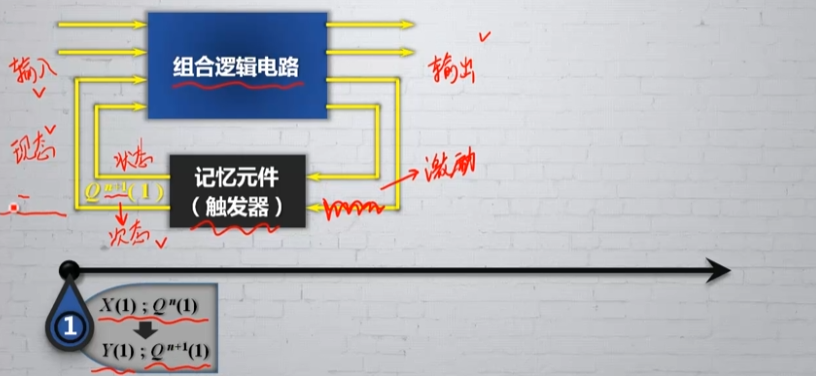 组合逻辑电路
输入
输出
现态
状态
记忆元件
（触发器）
激励
Qⁿ⁺¹(1)
次态
1
X(1) ; Qⁿ(1)
Y(1) ; Qⁿ⁺¹(1)